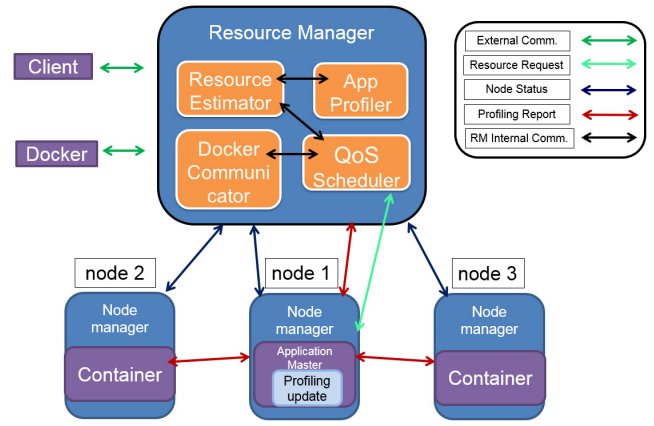 Resource Manager
Client
Docker
Resource
Estimator
App
Profiler
Docker
Communi
cator
QoS
Scheduler
External Comm.
Resource Request
Node Status
Profiling Report
RM Internal Comm.
node 2
node 1
node 3
Node
manager
Container
Node
manager
Application
Master
Profiling
update
Node
manager
Container